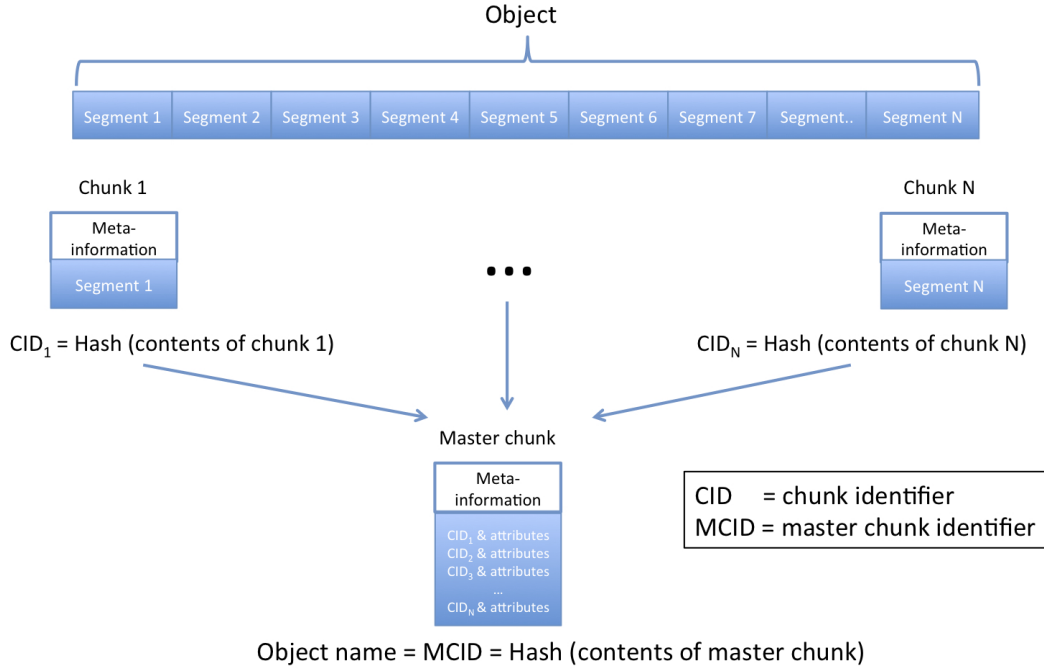 Object
Segment 1 Segment 2 Segment 3 Segment 4 Segment 5 Segment 6 Segment 7 Segment.. Segment N
Chunk 1
Meta-
information
Segment 1
CID₁ = Hash (contents of chunk 1)
...
Chunk N
Meta-
information
Segment N
CIDN = Hash (contents of chunk N)
Master chunk
Meta-
information
CID₁ & attributes
CID₂ & attributes
CID₃ & attributes
...
CIDN & attributes
CID = chunk identifier
MCID = master chunk identifier
Object name = MCID = Hash (contents of master chunk)